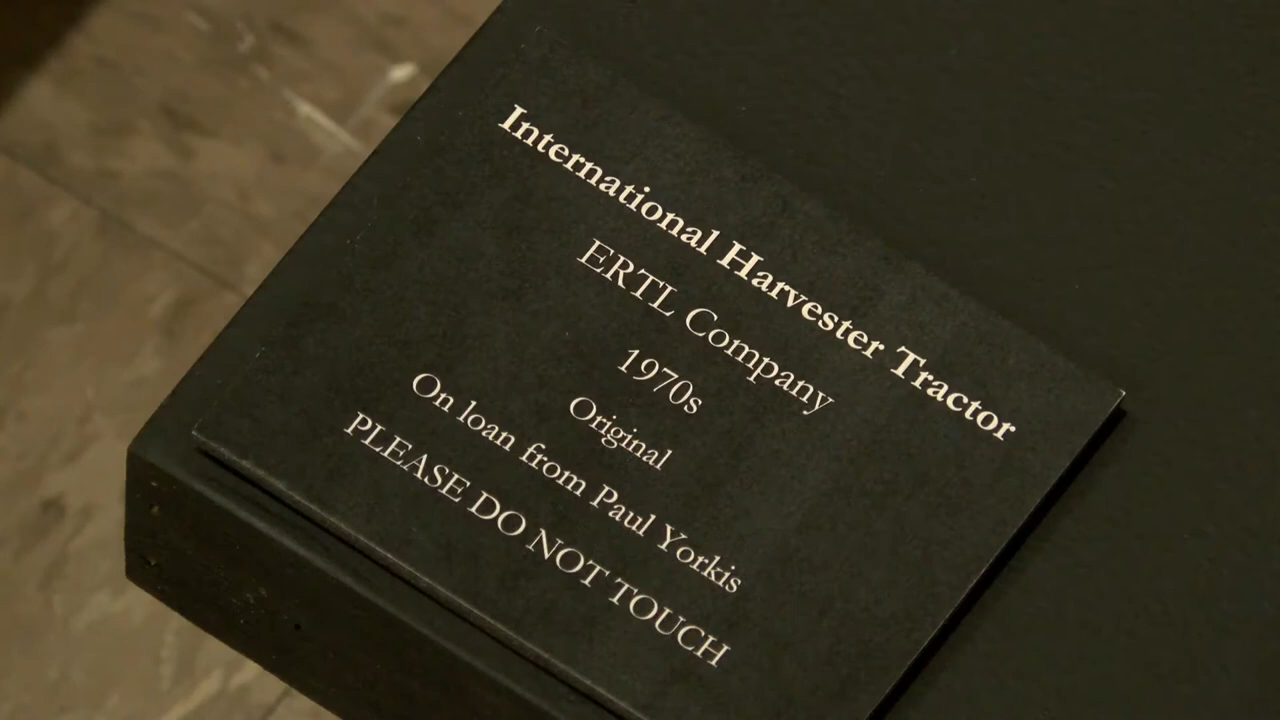 International Harvester Tractor
ERTL Company
1970s
Original
On loan from Paul Yorkis
PLEASE DO NOT TOUCH